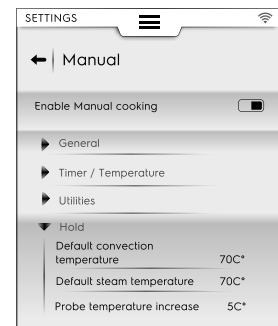 SETTINGS
Manual
Enable Manual cooking
General
Timer / Temperature
Utilities
Hold
Default convection
temperature 70C°
Default steam temperature 70C°
Probe temperature increase 5C°